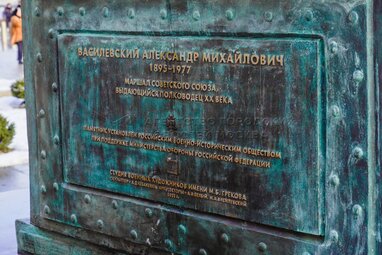 ВАСИЛЕВСКИЙ АЛЕКСАНДР МИХАЙЛОВИЧ
1895-1977
МАРШАЛ СОВЕТСКОГО СОЮЗА,
ВЫДАЮЩИЙСЯ ПОЛКОВОДЕЦ XX ВЕКА
ПАМЯТНИК УСТАНОВЛЕН РОССИЙСКИМ ВОЕННО-ИСТОРИЧЕСКИМ ОБЩЕСТВОМ
ПРИ ПОДДЕРЖКЕ МИНИСТЕРСТВА ОБОРОНЫ РОССИЙСКОЙ ФЕДЕРАЦИИ
СТУДИЯ ВОЕННЫХ ХУДОЖНИКОВ ИМЕНИ М.Б. ГРЕКОВА